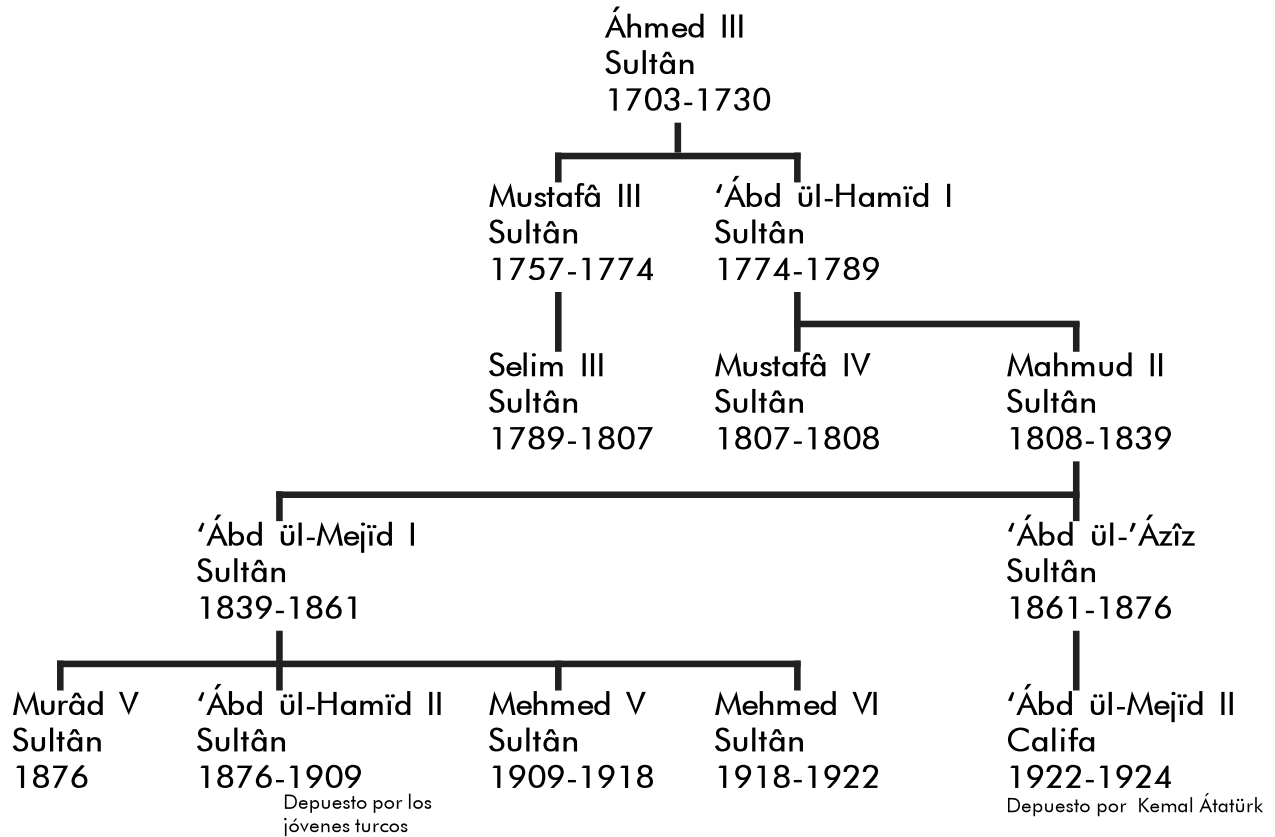 Áhmed III
Sultân
1703-1730
Mustafâ III
Sultân
1757-1774
‘Ábd ül-Hamïd I
Sultân
1774-1789
Selim III
Sultân
1789-1807
Mustafâ IV
Sultân
1807-1808
Mahmud II
Sultân
1808-1839
‘Ábd ül-Mejïd I
Sultân
1839-1861
‘Ábd ül-’Ázîz
Sultân
1861-1876
Murâd V
Sultân
1876
‘Ábd ül-Hamïd II
Sultân
1876-1909
Depuesto por los
jóvenes turcos
Mehmed V
Sultân
1909-1918
Mehmed VI
Sultân
1918-1922
‘Ábd ül-Mejïd II
Califa
1922-1924
Depuesto por Kemal Átatürk